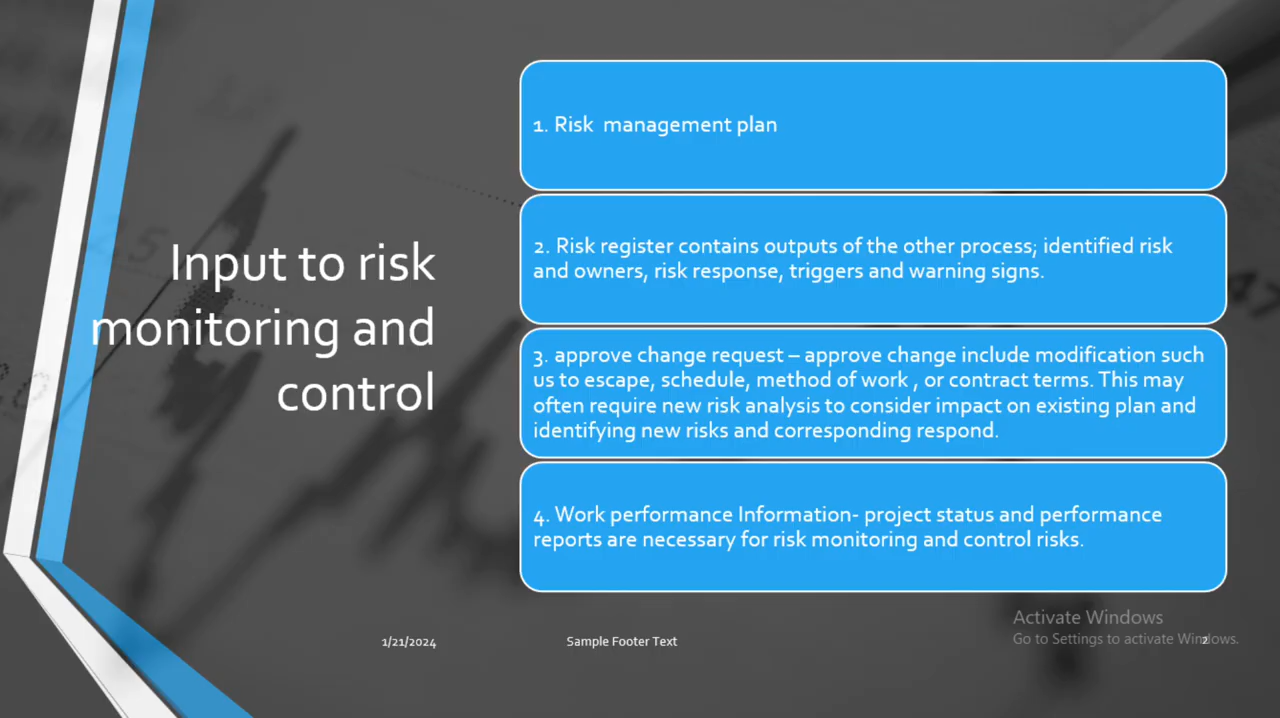 Input to risk
monitoring and
control
1. Risk  management plan
2. Risk register contains outputs of the other process; identified risk
and owners, risk response, triggers and warning signs.
3. approve change request – approve change include modification such
us to escape, schedule, method of work , or contract terms. This may
often require new risk analysis to consider impact on existing plan and
identifying new risks and corresponding respond.
4. Work performance Information- project status and performance
reports are necessary for risk monitoring and control risks.
1/21/2024
Sample Footer Text
2
Activate Windows
Go to Settings to activate Windows.